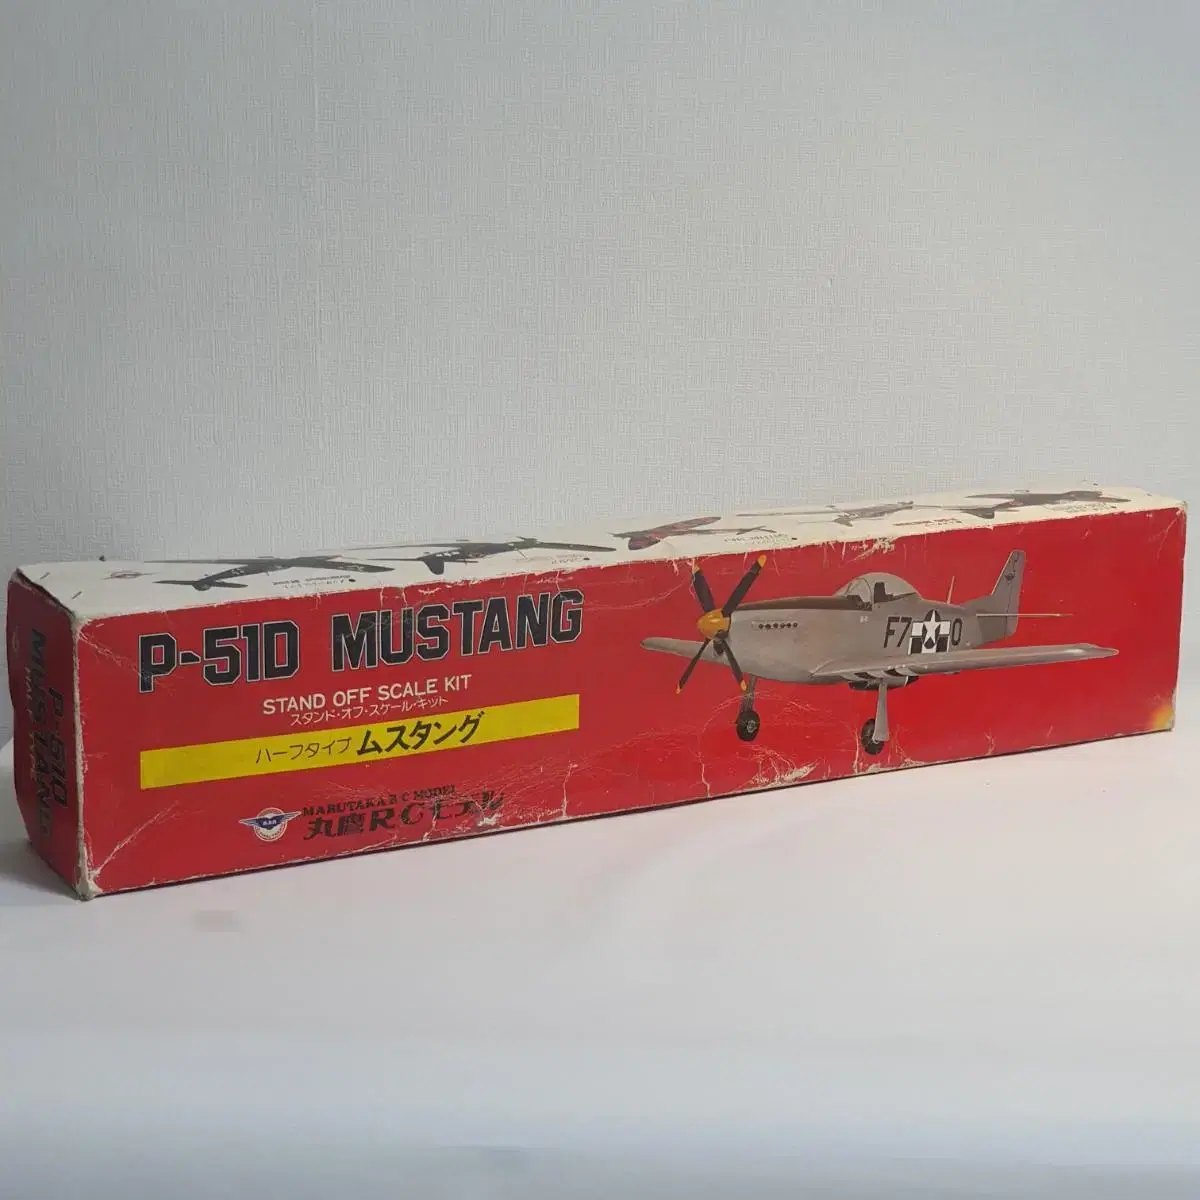 P-51D MUSTANG
STAND OFF SCALE KIT
スタンド・オフ・スケール・キット
ハーフタイプ ムスタング
MARUTAKA R C MODEL
丸鷹RCモデル
F7
O
P-51D
MUSTANG